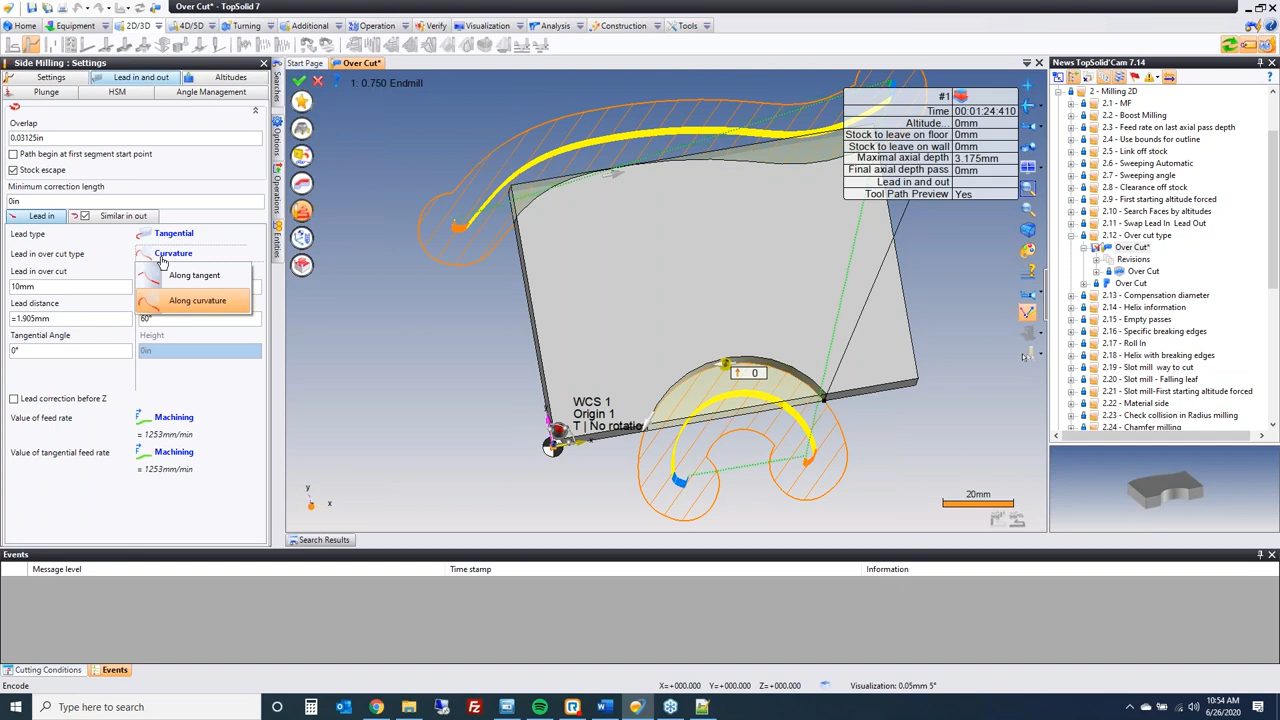 Over Cut* - TopSolid 7
Home
Equipment
2D/3D
4D/5D
Turning
Additional
Operation
Verify
Visualization
Analysis
Construction
Tools
Side Milling : Settings
Settings
Lead in and out
Altitudes
Plunge
HSM
Angle Management
Overlap
0.03125in
Path begin at first segment start point
Stock escape
Minimum correction length
0in
Lead in
Similar in out
Lead type
Tangential
Lead in over cut type
Curvature
Along tangent
Along curvature
Lead in over cut
10mm
Lead distance
=1.905mm
60°
Tangential Angle
Height
0°
0in
Lead correction before Z
Value of feed rate
Machining
= 1253mm/min
Value of tangential feed rate
Machining
= 1253mm/min
Searches
Options
Operations
Entities
Start Page
Over Cut*
1: 0.750 Endmill
#1
Time 00:01:24:410
Altitude... 0mm
Stock to leave on floor 0mm
Stock to leave on wall 0mm
Maximal axial depth 3.175mm
Final axial depth pass 0mm
Lead in and out
Tool Path Preview Yes
0
WCS 1
Origin 1
T | No rotatio
y
x
20mm
Search Results
News TopSolid'Cam 7.14
2 - Milling 2D
2.1 - MF
2.2 - Boost Milling
2.3 - Feed rate on last axial pass depth
2.4 - Use bounds for outline
2.5 - Link off stock
2.6 - Sweeping Automatic
2.7 - Sweeping angle
2.8 - Clearance off stock
2.9 - First starting altitude forced
2.10 - Search Faces by altitudes
2.11 - Swap Lead In Lead Out
2.12 - Over cut type
Over Cut*
Revisions
Over Cut
Over Cut
2.13 - Compensation diameter
2.14 - Helix information
2.15 - Empty passes
2.16 - Specific breaking edges
2.17 - Roll In
2.18 - Helix with breaking edges
2.19 - Slot mill way to cut
2.20 - Slot mill - Falling leaf
2.21 - Slot mill-First starting altitude forced
2.22 - Material side
2.23 - Check collision in Radius milling
2.24 - Chamfer milling
Events
Message level
Time stamp
Information
Cutting Conditions
Events
Encode
X=+000.000 Y=+000.000 Z=+000.000
Visualization: 0.05mm 5°
Type here to search
10:54 AM
6/26/2020